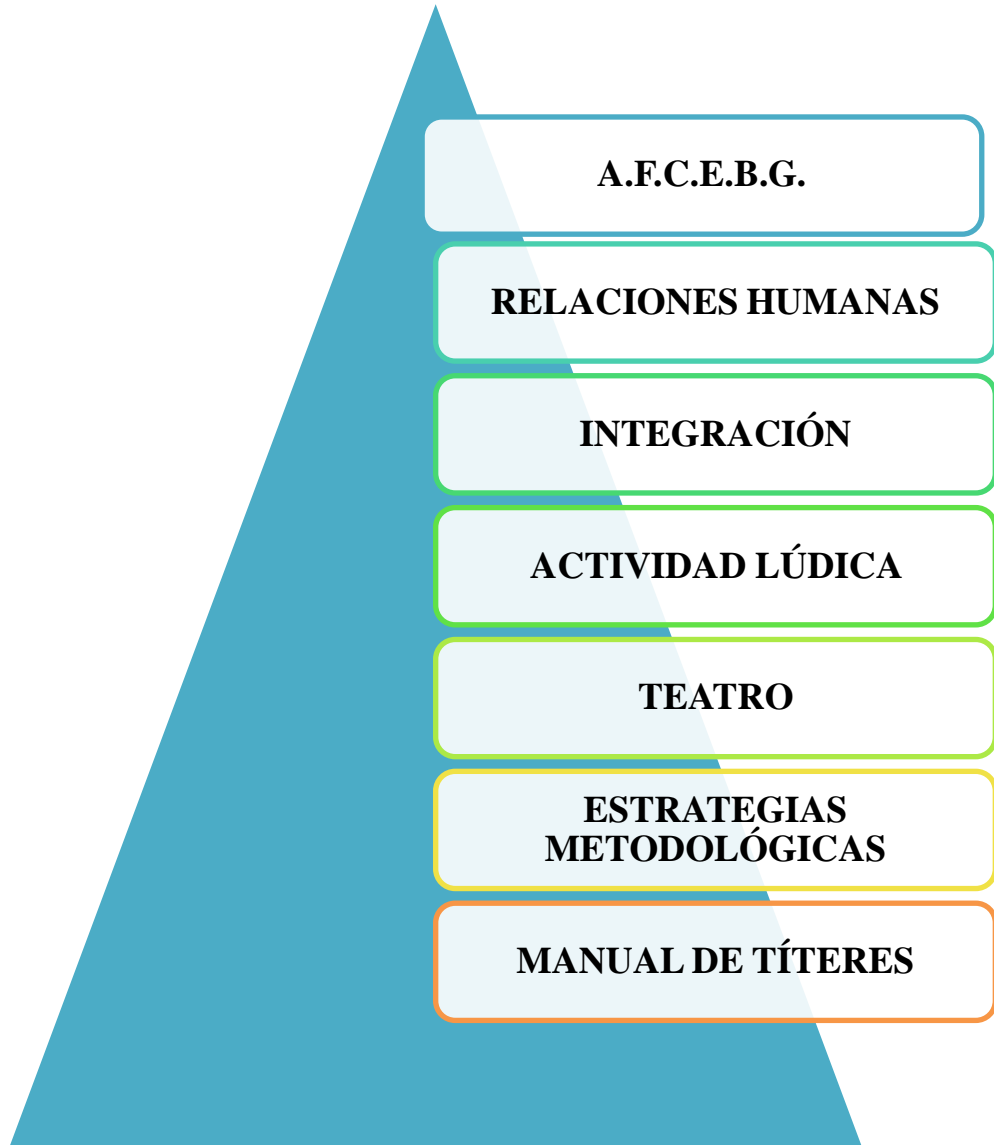 A.F.C.E.B.G.
RELACIONES HUMANAS
INTEGRACIÓN
ACTIVIDAD LÚDICA
TEATRO
ESTRATEGIAS
METODOLÓGICAS
MANUAL DE TÍTERES